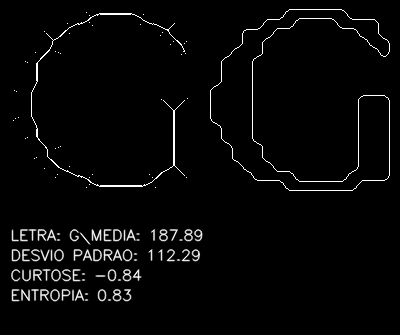 G G
LETRA: G\MEDIA: 187.89
DESVIO PADRAO: 112.29
CURTOSE: -0.84
ENTROPIA: 0.83